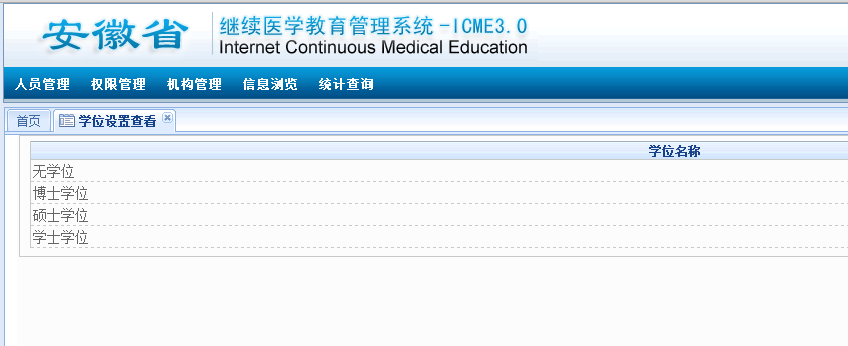 安徽省 继续医学教育管理系统-ICME3.0
Internet Continuous Medical Education
人员管理 权限管理 机构管理 信息浏览 统计查询
首页 学位设置查看
学位名称
无学位
博士学位
硕士学位
学士学位